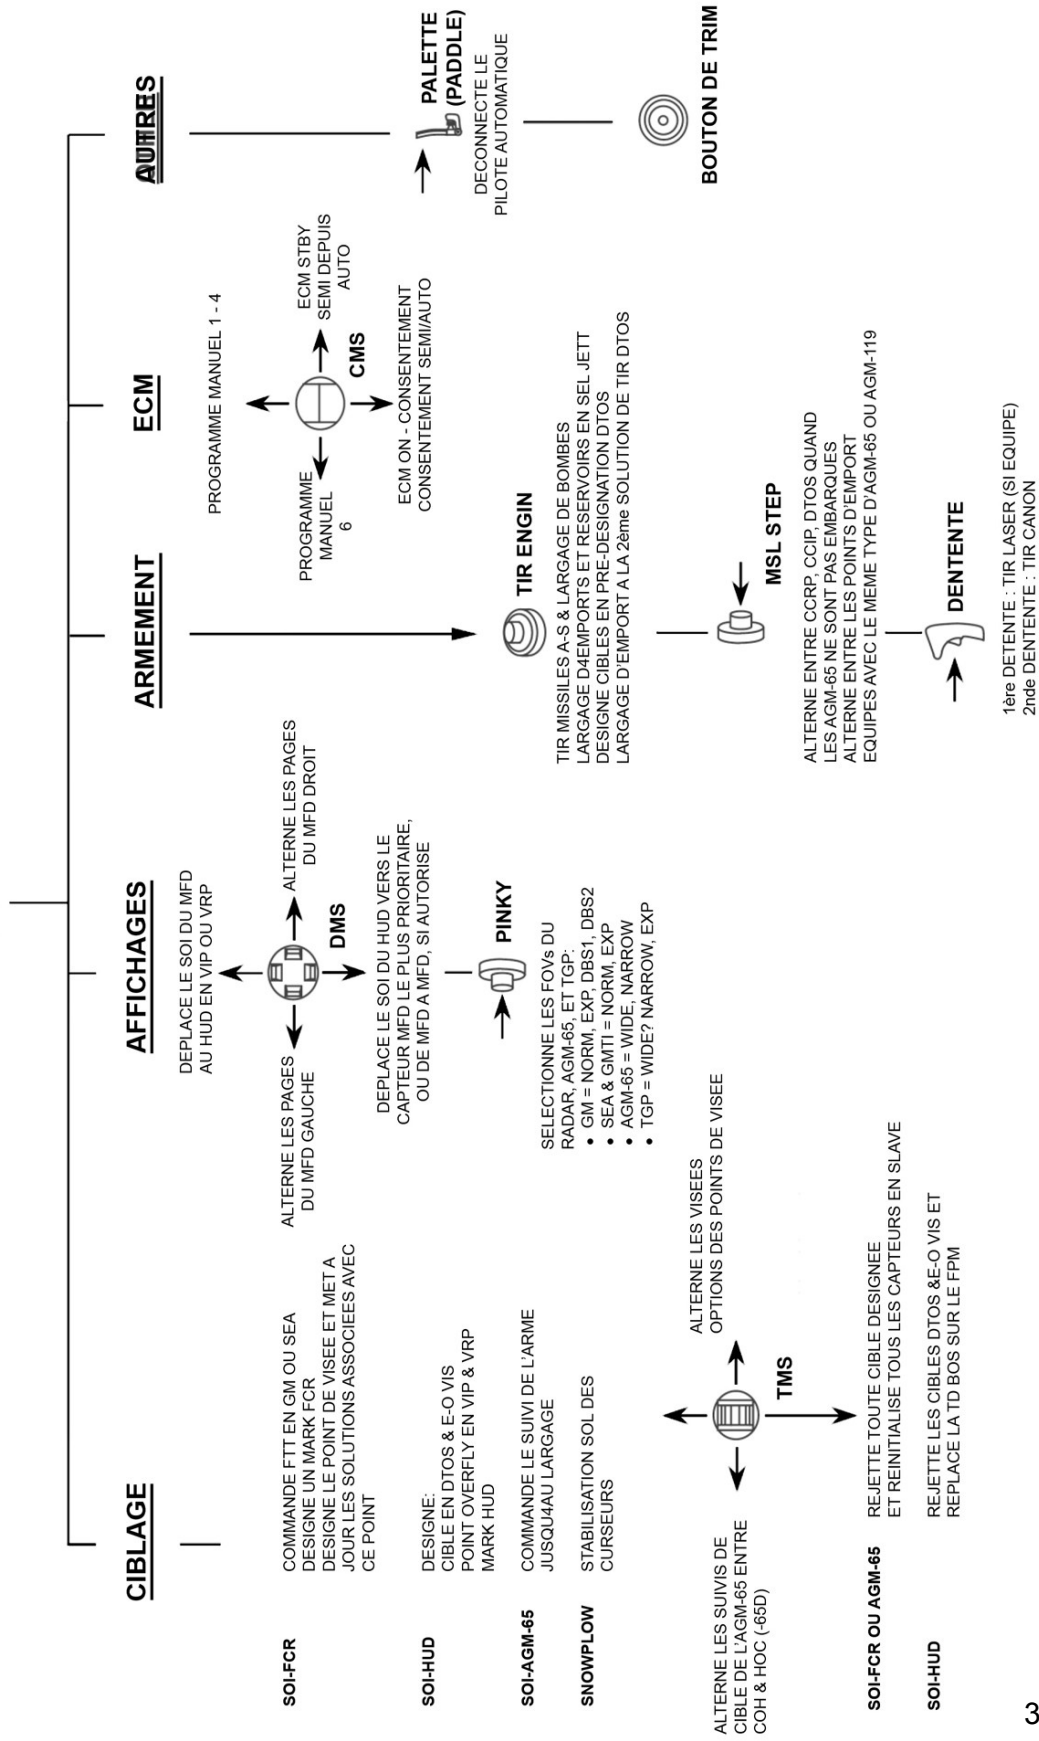 CIBLAGE
SOI-FCR
COMMANDE FTT EN GM OU SEA
DESIGNE UN MARK FCR
DESIGNE LE POINT DE VISEE ET MET A
JOUR LES SOLUTIONS ASSOCIEES AVEC
CE POINT
SOI-HUD
DESIGNE:
CIBLE EN DTOS & E-O VIS
POINT OVERFLY EN VIP & VRP
MARK HUD
SOI-AGM-65
COMMANDE LE SUIVI DE L'ARME
JUSQU4AU LARGAGE
SNOWPLOW
STABILISATION SOL DES
CURSEURS
ALTERNE LES SUIVIS DE
CIBLE DE L'AGM-65 ENTRE
COH & HOC (-65D)
TMS
ALTERNE LES VISEES
OPTIONS DES POINTS DE VISEE
SOI-FCR OU AGM-65
REJETTE TOUTE CIBLE DESIGNEE
ET REINITIALISE TOUS LES CAPTEURS EN SLAVE
SOI-HUD
REJETTE LES CIBLES DTOS &E-O VIS ET
REPLACE LA TD BOS SUR LE FPM
AFFICHAGES
DEPLACE LE SOI DU MFD
AU HUD EN VIP OU VRP
ALTERNE LES PAGES
DU MFD GAUCHE
DMS
ALTERNE LES PAGES
DU MFD DROIT
DEPLACE LE SOI DU HUD VERS LE
CAPTEUR MFD LE PLUS PRIORITAIRE,
OU DE MFD A MFD, SI AUTORISE
PINKY
SELECTIONNE LES FOVs DU
RADAR, AGM-65, ET TGP:
• GM = NORM, EXP, DBS1, DBS2
• SEA & GMTI = NORM, EXP
• AGM-65 = WIDE, NARROW
• TGP = WIDE? NARROW, EXP
ARMEMENT
TIR ENGIN
TIR MISSILES A-S & LARGAGE DE BOMBES
LARGAGE D4EMPORTS ET RESERVOIRS EN SEL JETT
DESIGNE CIBLES EN PRE-DESIGNATION DTOS
LARGAGE D'EMPORT A LA 2eme SOLUTION DE TIR DTOS
MSL STEP
ALTERNE ENTRE CCRP, CCIP, DTOS QUAND
LES AGM-65 NE SONT PAS EMBARQUES
ALTERNE ENTRE LES POINTS D'EMPORT
EQUIPES AVEC LE MEME TYPE D'AGM-65 OU AGM-119
DENTENTE
1ère DETENTE : TIR LASER (SI EQUIPE)
2nde DENTENTE : TIR CANON
ECM
PROGRAMME MANUEL 1 - 4
PROGRAMME
MANUEL
6
CMS
ECM STBY
SEMI DEPUIS
AUTO
ECM ON - CONSENTEMENT
CONSENTEMENT SEMI/AUTO
AUTRES
PALETTE
(PADDLE)
DECONNECTE LE
PILOTE AUTOMATIQUE
BOUTON DE TRIM
3